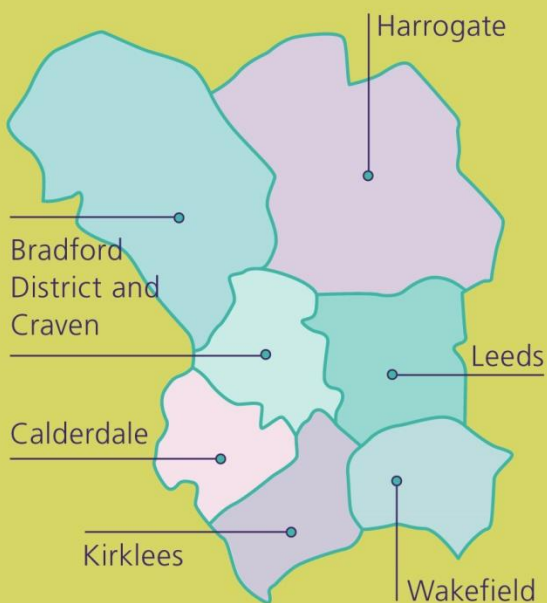 Harrogate
Bradford
District and
Craven
Leeds
Calderdale
Kirklees
Wakefield